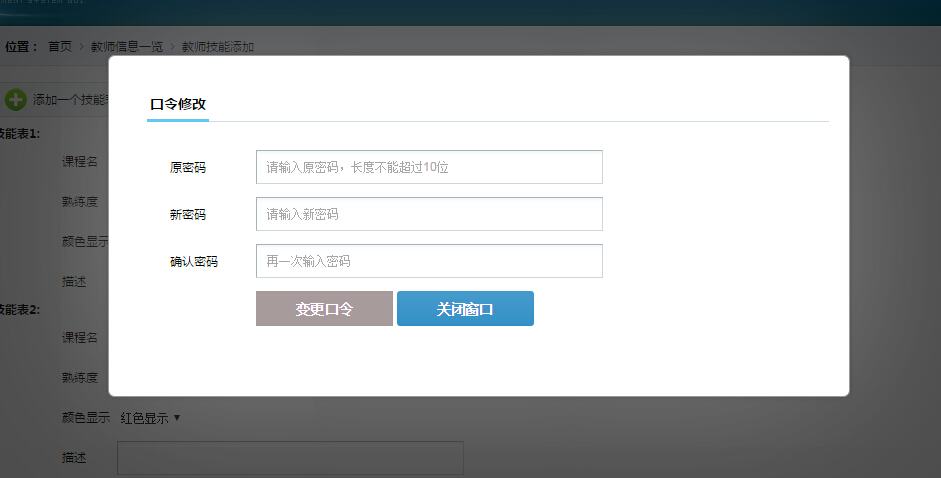 位置： 首页 › 教师信息一览 › 教师技能添加
口令修改
添加一个技能
技能表1:
课程名
原密码 请输入原密码，长度不能超过10位
熟练度
新密码 请输入新密码
颜色显示
确认密码 再一次输入密码
描述
变更口令 关闭窗口
技能表2:
课程名
熟练度
颜色显示 红色显示 ▼
描述